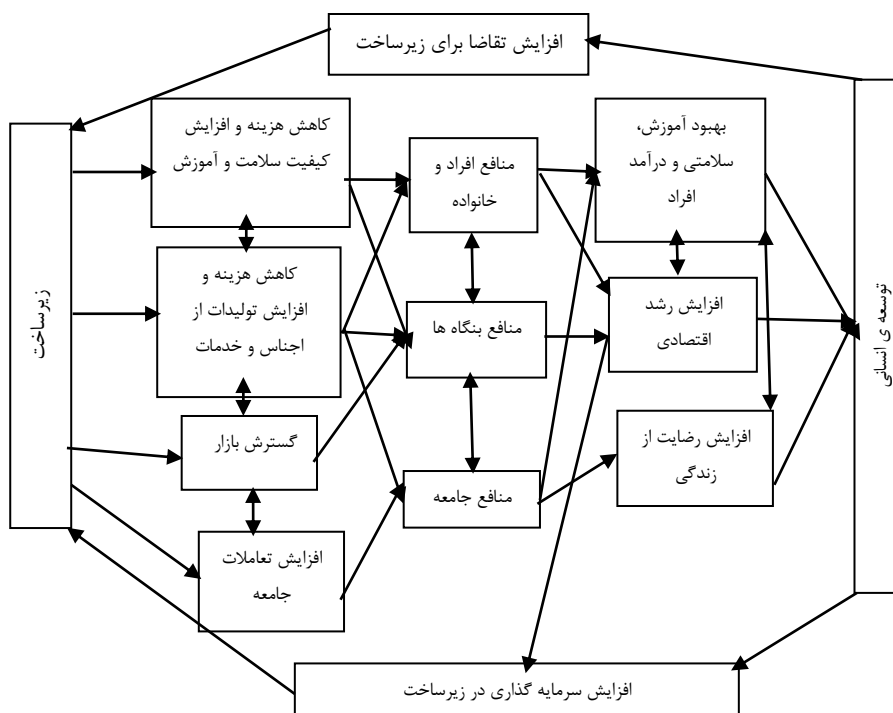 افزایش تقاضا برای زیرساخت
زیرساخت
کاهش هزینه و افزایش
کیفیت سلامت و آموزش
کاهش هزینه و
افزایش تولیدات از
اجناس و خدمات
گسترش بازار
افزایش تعاملات
جامعه
منافع افراد و
خانواده
منافع بنگاه ها
منافع جامعه
بهبود آموزش،
سلامتی و درآمد
افراد
افزایش رشد
اقتصادی
افزایش رضایت از
زندگی
توسعه ی انسانی
افزایش سرمایه گذاری در زیرساخت